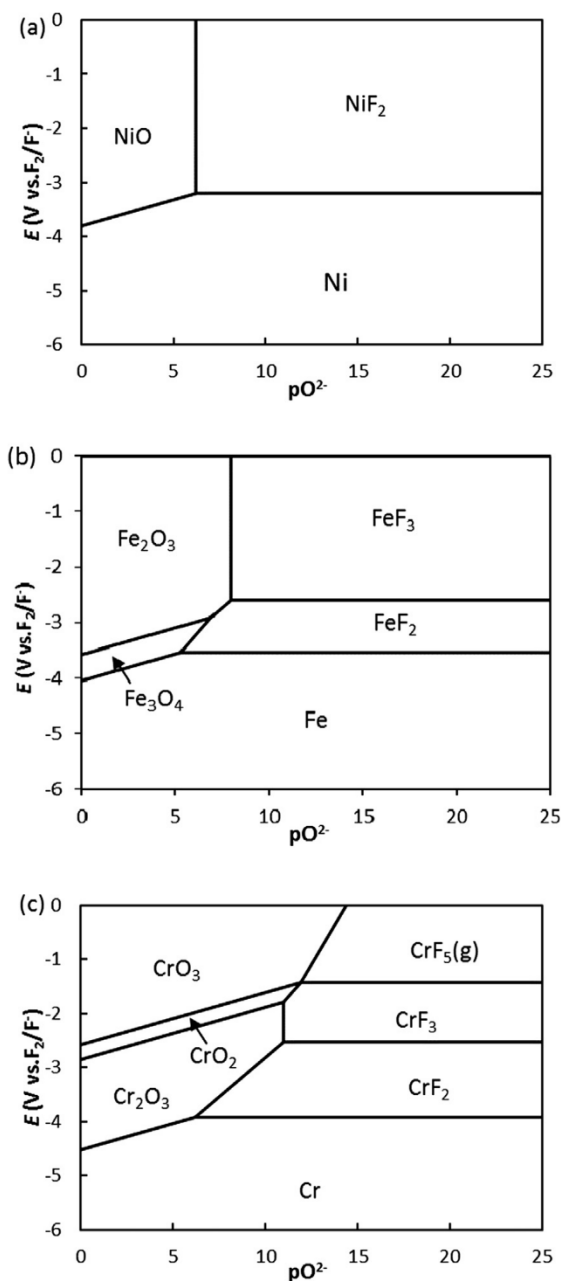 (a)
E (V vs.F₂/F⁻)
0
-1
-2
-3
-4
-5
-6
NiO
NiF₂
Ni
0 5 10 15 20 25
pO²⁻
(b)
E (V vs.F₂/F⁻)
0
-1
-2
-3
-4
-5
-6
Fe₂O₃
FeF₃
FeF₂
Fe₃O₄
Fe
0 5 10 15 20 25
pO²⁻
(c)
E (V vs.F₂/F⁻)
0
-1
-2
-3
-4
-5
-6
CrF₅(g)
CrO₃
CrF₃
CrO₂
Cr₂O₃
CrF₂
Cr
0 5 10 15 20 25
pO²⁻